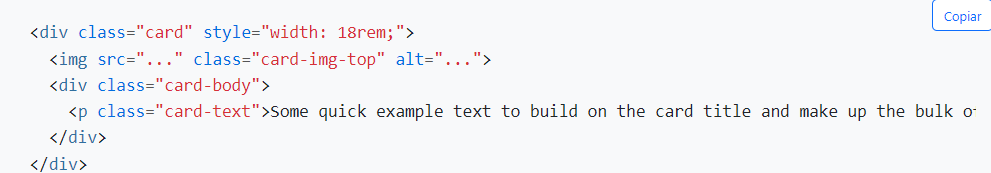 Copiar
<div class="card" style="width: 18rem;">
  <img src="..." class="card-img-top" alt="...">
  <div class="card-body">
    <p class="card-text">Some quick example text to build on the card title and make up the bulk o
  </div>
</div>